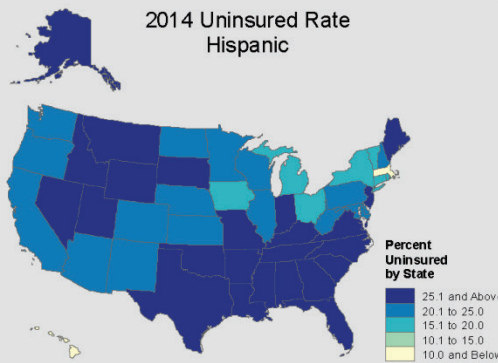 2014 Uninsured Rate
Hispanic
Percent
Uninsured
by State
25.1 and Above
20.1 to 25.0
15.1 to 20.0
10.1 to 15.0
10.0 and Below